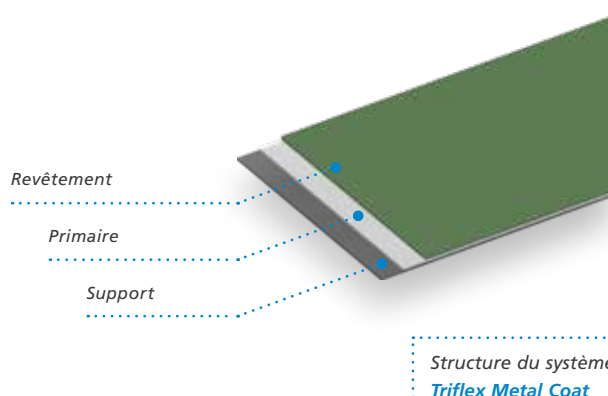 Revêtement
Primaire
Support
Structure du système
Triflex Metal Coat